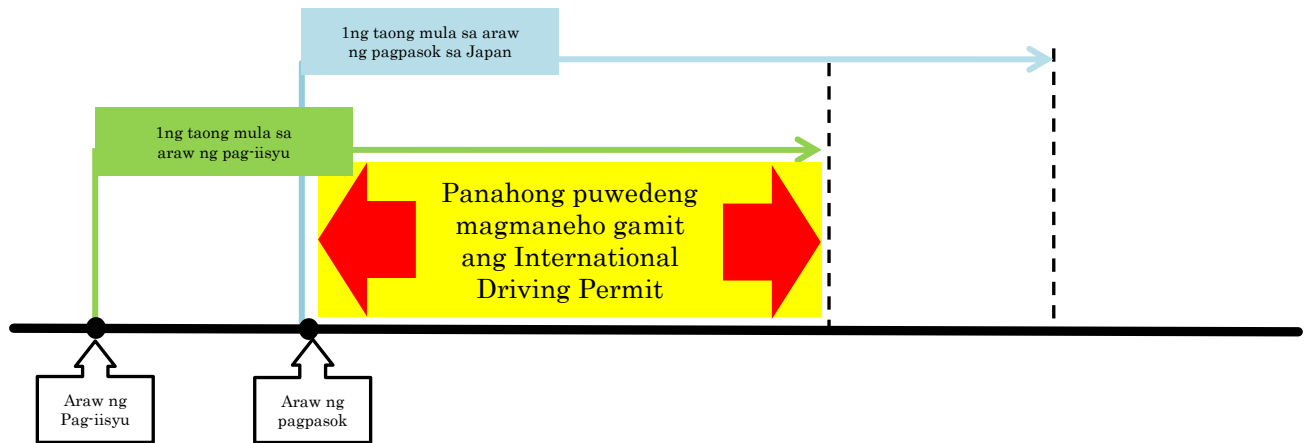 1ng taong mula sa araw
ng pagpasok sa Japan
1ng taong mula sa
araw ng pag-iisyu
Panahong puwedeng
magmaneho gamit
ang International
Driving Permit
Araw ng
Pag-iisyu
Araw ng
pagpasok